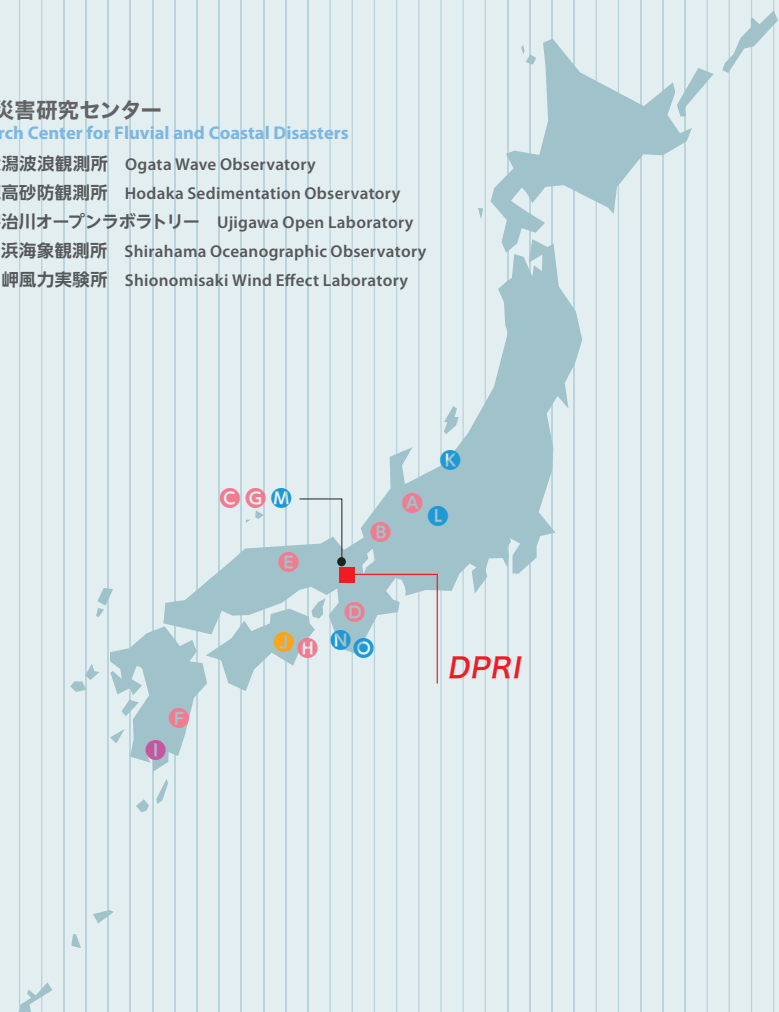 災害研究センター
rch Center for Fluvial and Coastal Disasters
潟波浪観測所 Ogata Wave Observatory
高砂防観測所 Hodaka Sedimentation Observatory
治川オープンラボラトリー Ujigawa Open Laboratory
浜海象観測所 Shirahama Oceanographic Observatory
岬風力実験所 Shionomisaki Wind Effect Laboratory
K
C G M
A
L
B
E
D
J H N O
DPRI
F
I